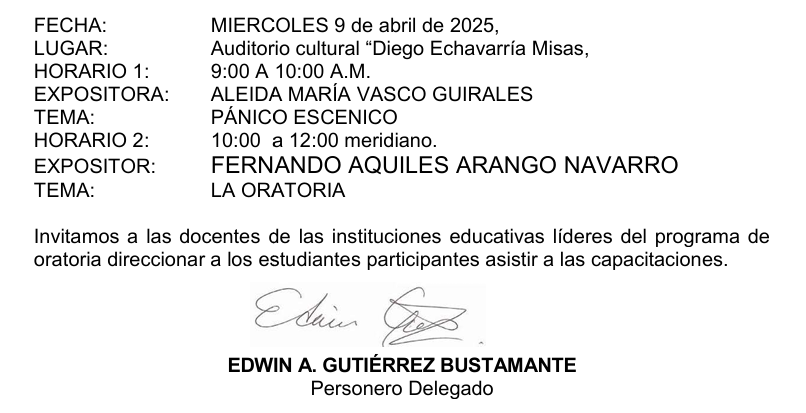 FECHA: MIERCOLES 9 de abril de 2025,
LUGAR: Auditorio cultural “Diego Echavarría Misas,
HORARIO 1: 9:00 A 10:00 A.M.
EXPOSITORA: ALEIDA MARÍA VASCO GUIRALES
TEMA: PÁNICO ESCENICO
HORARIO 2: 10:00  a 12:00 meridiano.
EXPOSITOR: FERNANDO AQUILES ARANGO NAVARRO
TEMA: LA ORATORIA
Invitamos a las docentes de las instituciones educativas líderes del programa de
oratoria direccionar a los estudiantes participantes asistir a las capacitaciones.
EDWIN A. GUTIÉRREZ BUSTAMANTE
Personero Delegado